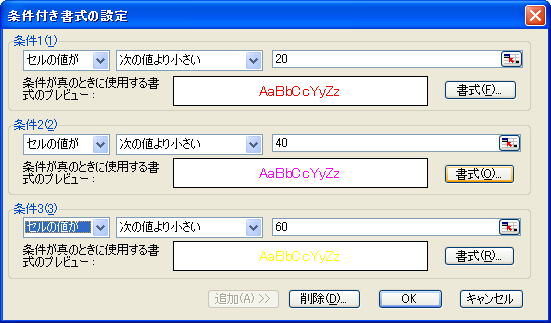 条件付き書式の設定
条件1(1)
セルの値が 次の値より小さい 20
条件が真のときに使用する書
式のプレビュー：
AaBbCcYyZz
書式(F)...
条件2(2)
セルの値が 次の値より小さい 40
条件が真のときに使用する書
式のプレビュー：
AaBbCcYyZz
書式(O)...
条件3(3)
セルの値が 次の値より小さい 60
条件が真のときに使用する書
式のプレビュー：
AaBbCcYyZz
書式(R)...
追加(A) >> 削除(D)... OK キャンセル